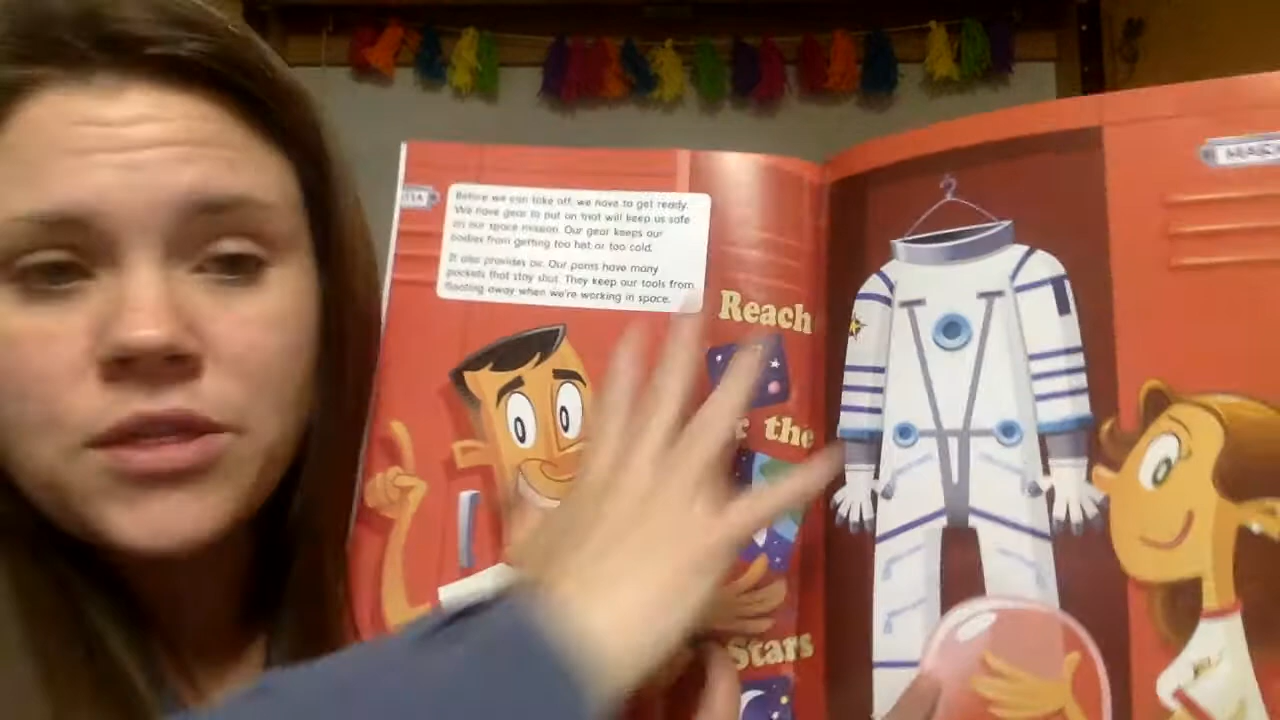 Before we can take off, we have to get ready.
We have gear to put on that will keep us safe
on our space mission. Our gear keeps our
bodies from getting too hot or too cold.
It also provides air. Our pants have many
pockets that stay shut. They keep our tools from
floating away when we're working in space.
Reach
the
Stars